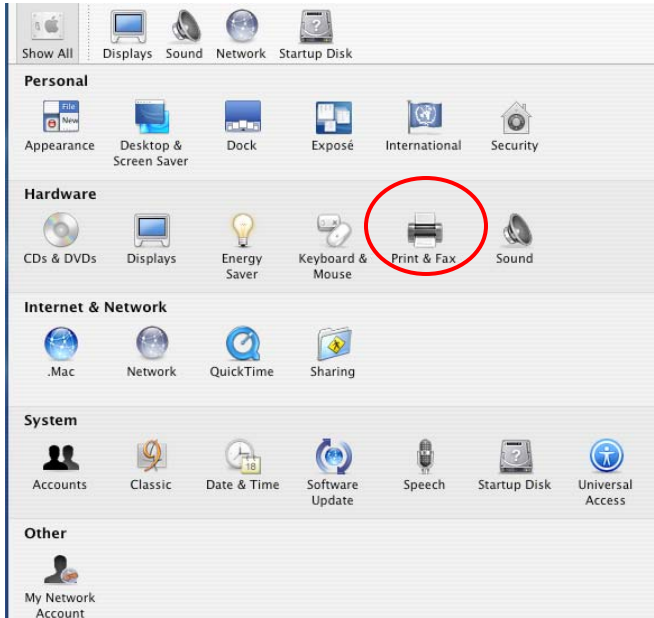 Show All Displays Sound Network Startup Disk
Personal
File
New
Appearance Desktop & Screen Saver Dock Exposé International Security
Hardware
CDs & DVDs Displays Energy Saver Keyboard & Mouse Print & Fax Sound
Internet & Network
.Mac Network QuickTime Sharing
System
18
Accounts Classic Date & Time Software Update Speech Startup Disk Universal Access
Other
My Network Account